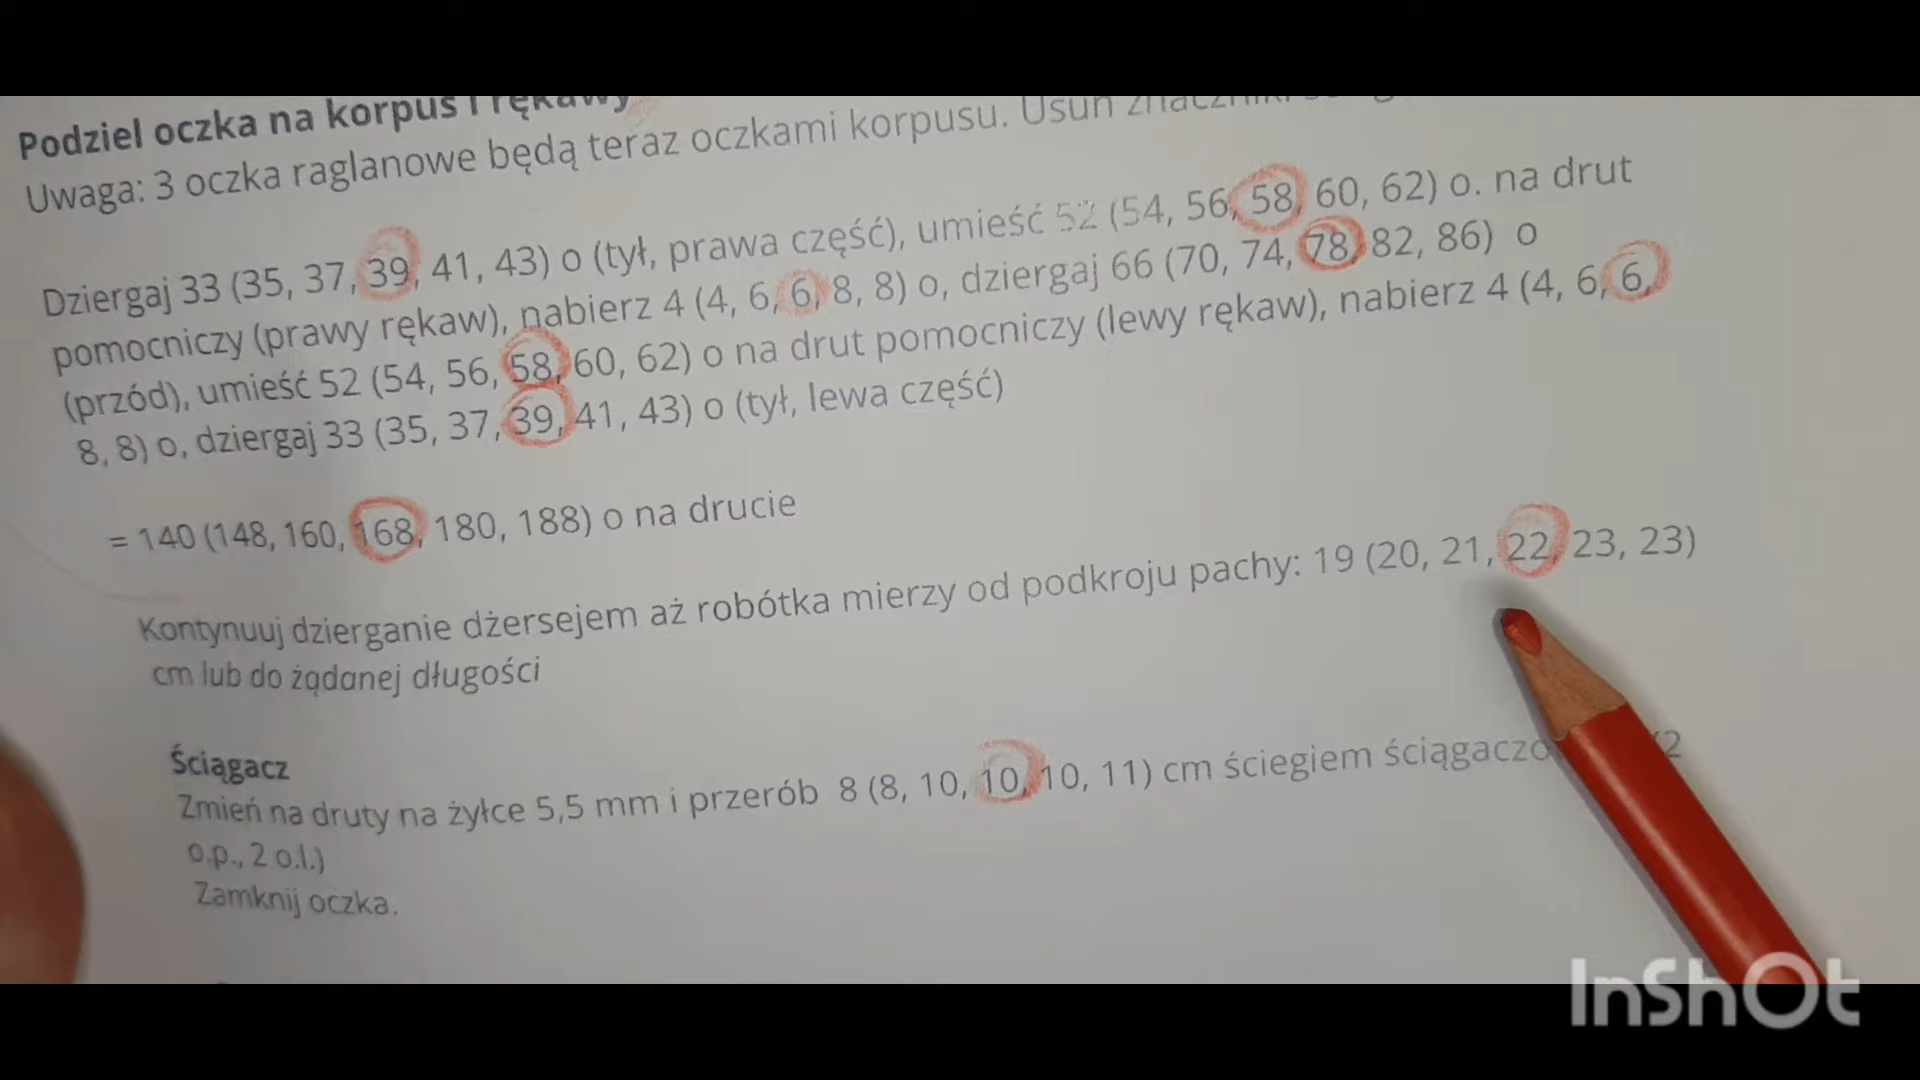 Podziel oczka na korpus i rękawy
Uwaga: 3 oczka raglanowe będą teraz oczkami korpusu. Usuń znaczniki
Dziergaj 33 (35, 37, 39, 41, 43) o (tył, prawa część), umieść 52 (54, 56, 58, 60, 62) o. na drut
pomocniczy (prawy rękaw), nabierz 4 (4, 6, 6, 8, 8) o, dziergaj 66 (70, 74, 78, 82, 86) o
(przód), umieść 52 (54, 56, 58, 60, 62) o na drut pomocniczy (lewy rękaw), nabierz 4 (4, 6, 6,
8, 8) o, dziergaj 33 (35, 37, 39, 41, 43) o (tył, lewa część)
= 140 (148, 160, 168, 180, 188) o na drucie
Kontynuuj dzierganie dżersejem aż robótka mierzy od podkroju pachy: 19 (20, 21, 22, 23, 23)
cm lub do żądanej długości
Ściągacz
Zmień na druty na żyłce 5,5 mm i przerób 8 (8, 10, 10, 10, 11) cm ściegiem 2
o.p., 2 o.l.)
Zamknij oczka.
InShOt